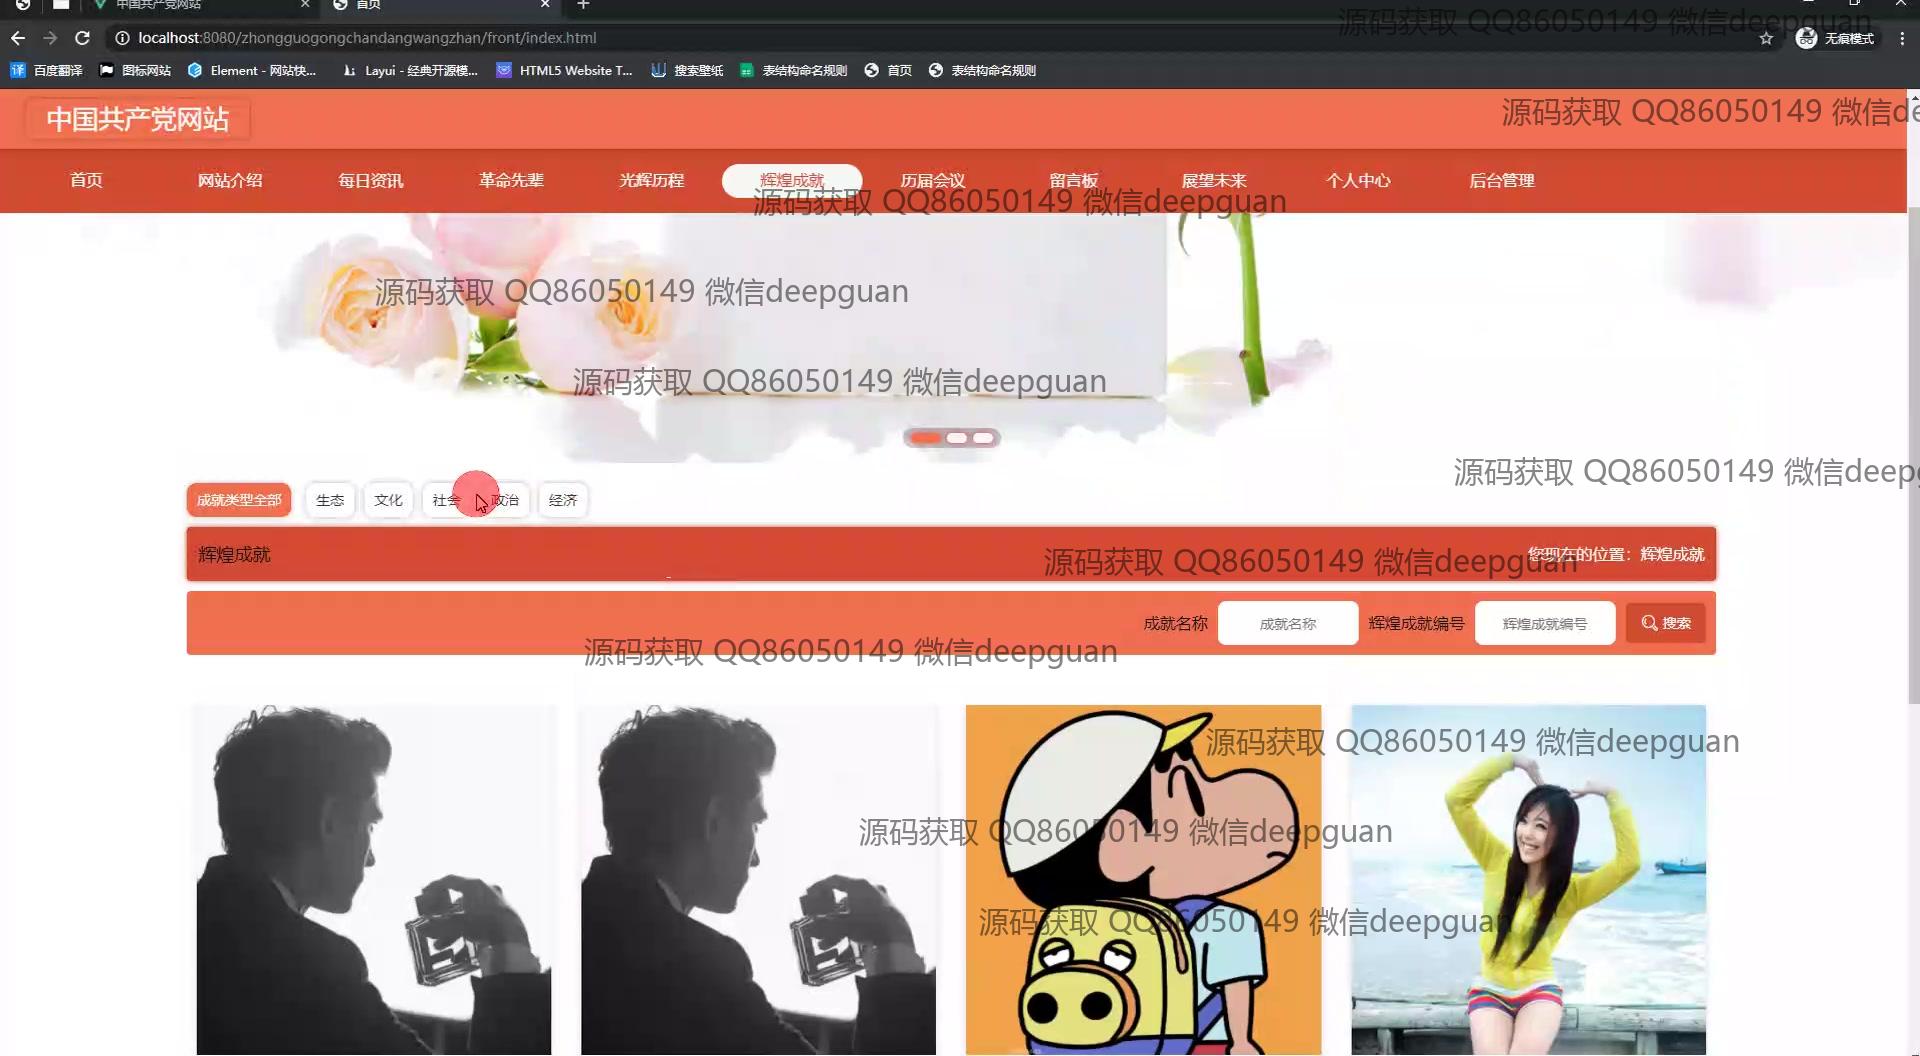 中国共产党网站
首页
localhost:8080/zhongguogongchandangwangzhan/front/index.html
无痕模式
源码获取 QQ86050149 微信deepguan
百度翻译
图标网站
Element - 网站快...
Layui - 经典开源模...
HTML5 Website T...
搜索壁纸
表结构命名规则
首页
表结构命名规则
中国共产党网站
源码获取 QQ86050149 微信de
首页
网站介绍
每日资讯
革命先辈
光辉历程
辉煌成就
历届会议
留言板
展望未来
个人中心
后台管理
源码获取 QQ86050149 微信deepguan
源码获取 QQ86050149 微信deepguan
源码获取 QQ86050149 微信deepguan
源码获取 QQ86050149 微信deep
成就类型全部
生态
文化
社会
政治
经济
辉煌成就
您现在的位置：辉煌成就
源码获取 QQ86050149 微信deepguan
成就名称
成就名称
辉煌成就编号
辉煌成就编号
搜索
源码获取 QQ86050149 微信deepguan
源码获取 QQ86050149 微信deepguan
源码获取 QQ86050149 微信deepguan
源码获取 QQ86050149 微信deepguan